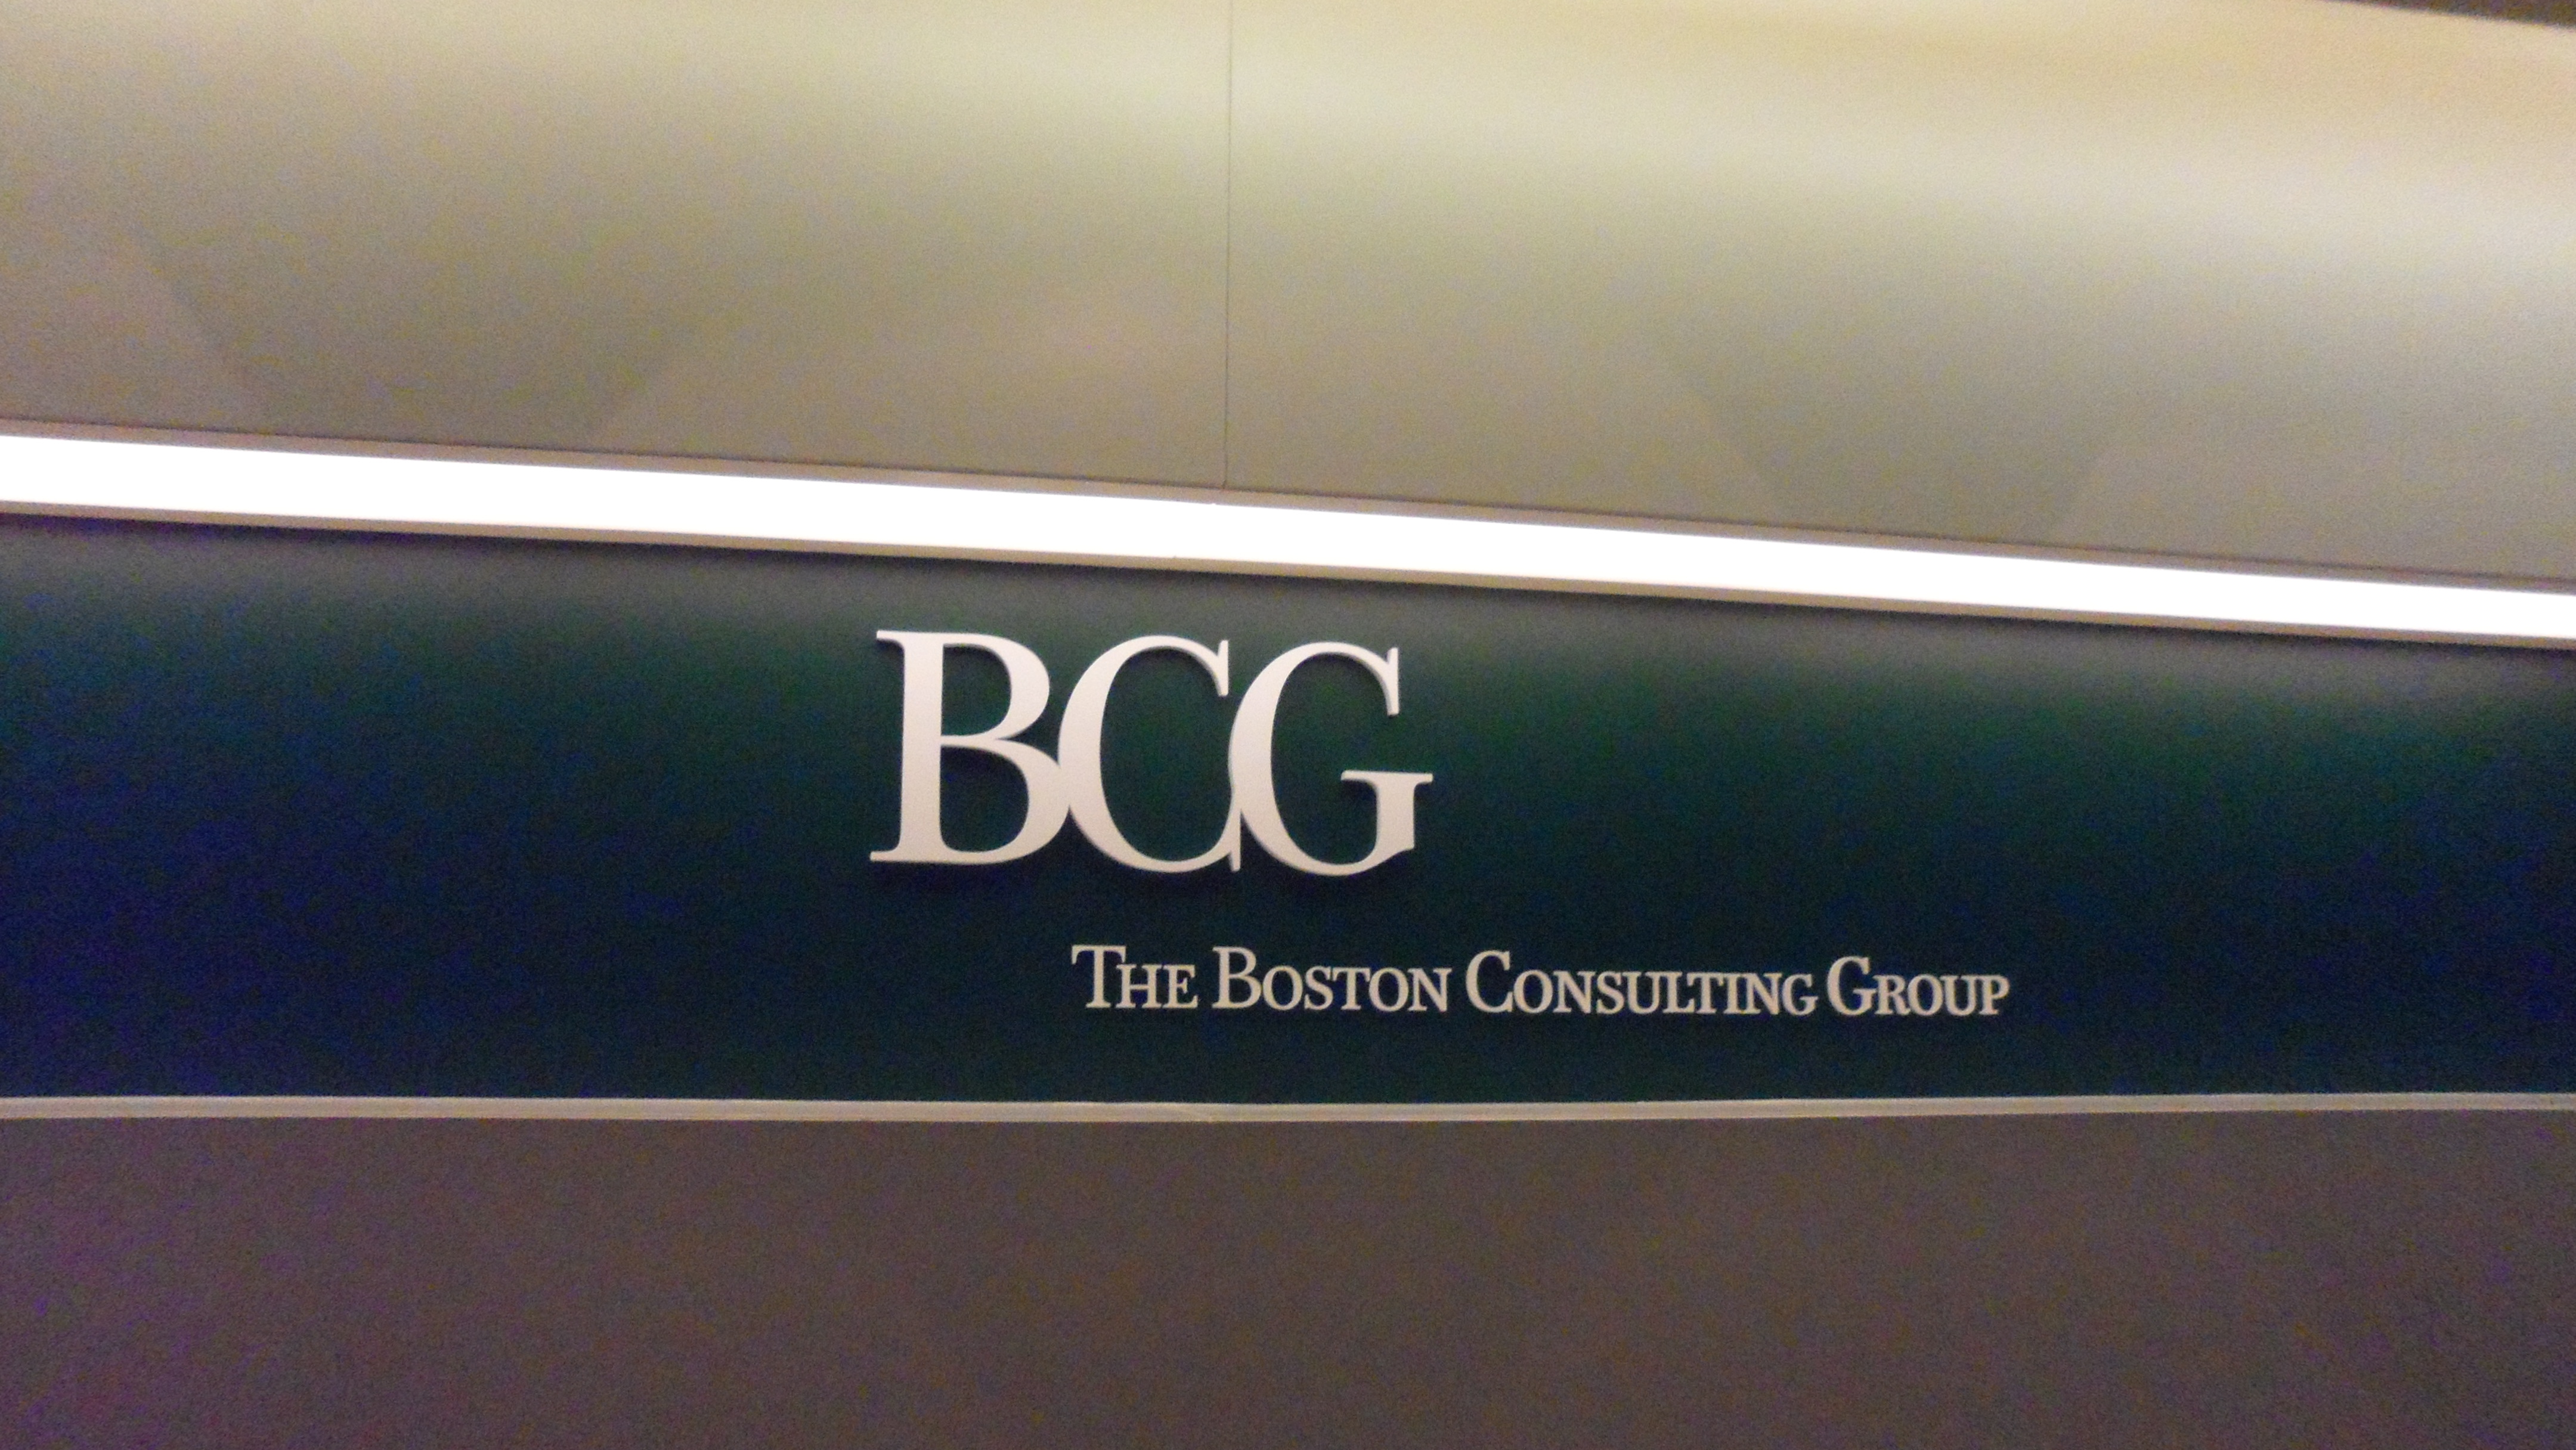 BCG
THE BOSTON CONSULTING GROUP